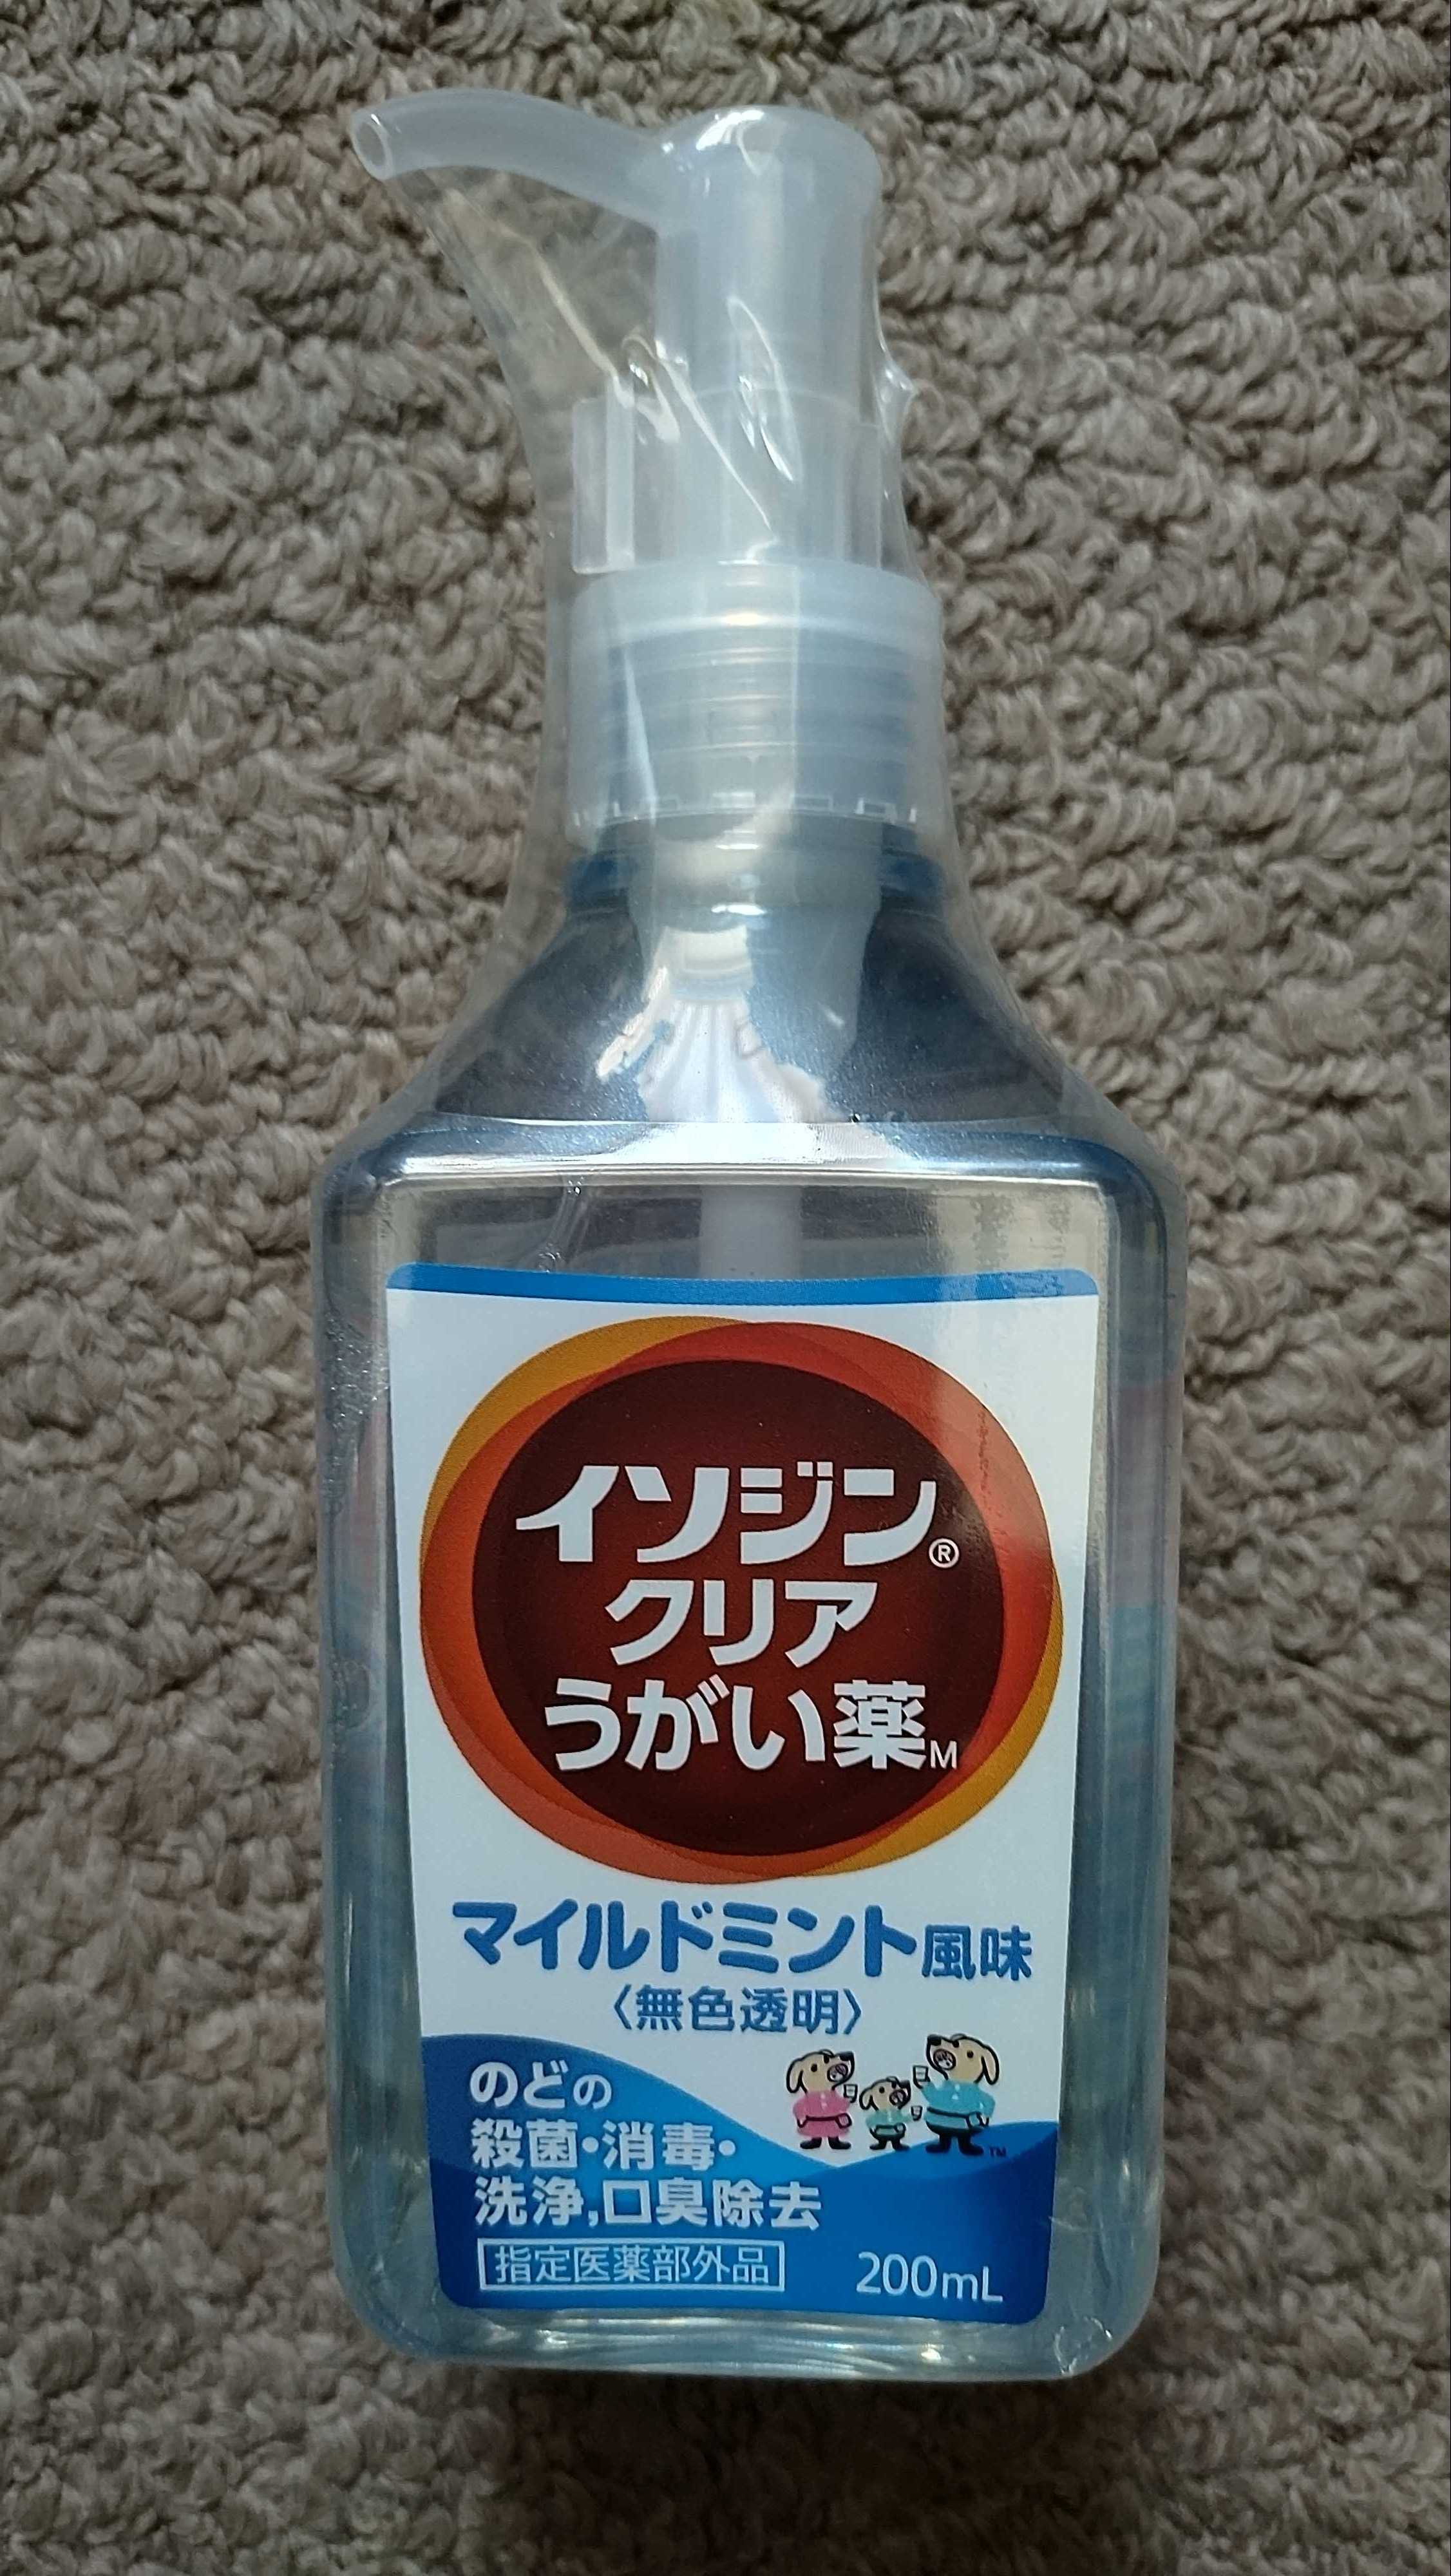 イソジン®
クリア
うがい薬M
マイルドミント風味
〈無色透明〉
のどの
殺菌・消毒・
洗浄,口臭除去
指定医薬部外品
200mL
TM